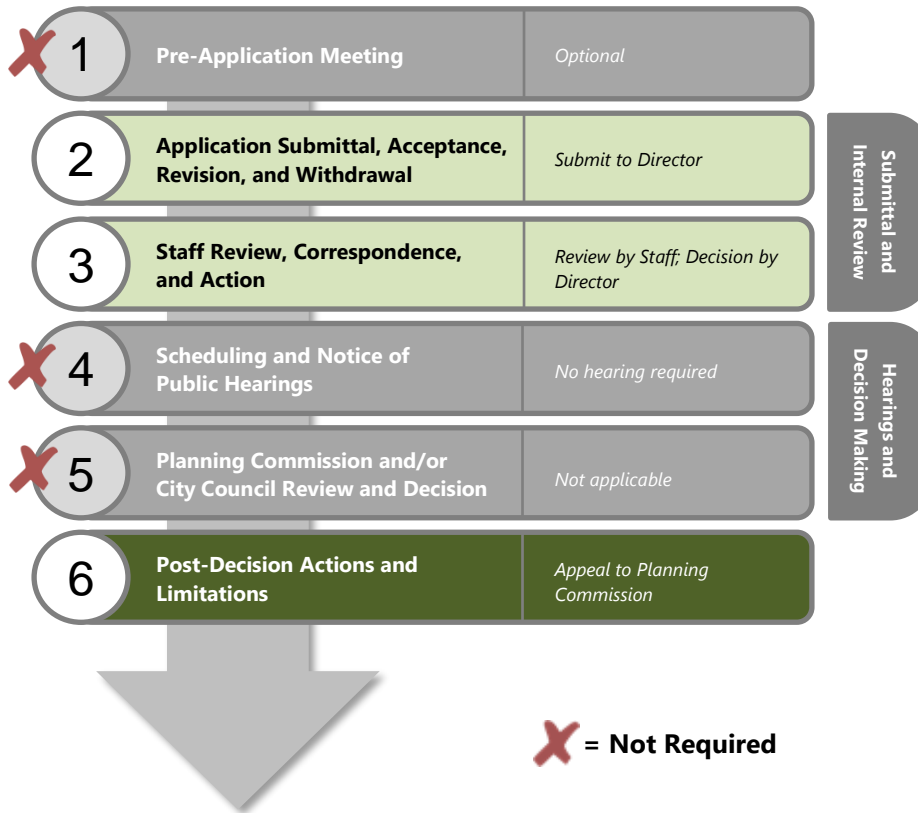 1
Pre-Application Meeting
Optional
2
Application Submittal, Acceptance,
Revision, and Withdrawal
Submit to Director
3
Staff Review, Correspondence,
and Action
Review by Staff; Decision by
Director
Submittal and
Internal Review
4
Scheduling and Notice of
Public Hearings
No hearing required
5
Planning Commission and/or
City Council Review and Decision
Not applicable
Hearings and
Decision Making
6
Post-Decision Actions and
Limitations
Appeal to Planning
Commission
= Not Required